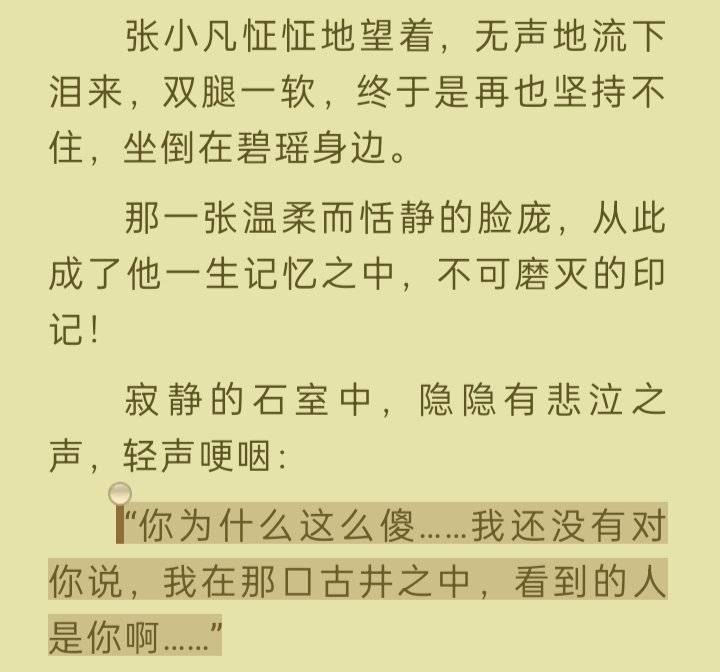 张小凡怔怔地望着，无声地流下
泪来，双腿一软，终于是再也坚持不
住，坐倒在碧瑶身边。
那一张温柔而恬静的脸庞，从此
成了他一生记忆之中，不可磨灭的印
记！
寂静的石室中，隐隐有悲泣之
声，轻声哽咽：
“你为什么这么傻……我还没有对
你说，我在那口古井之中，看到的人
是你啊……”